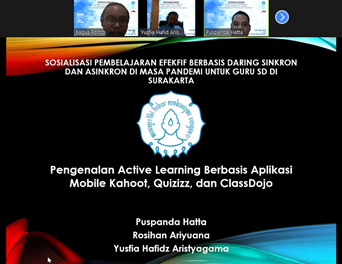 Bagus Fonco
Yusfia Hafid Aris...
Puspanda Hatta
SOSIALISASI PEMBELAJARAN EFEKFIF BERBASIS DARING SINKRON
DAN ASINKRON DI MASA PANDEMI UNTUK GURU SD DI
SURAKARTA
Pengenalan Active Learning Berbasis Aplikasi
Mobile Kahoot, Quizizz, dan ClassDojo
Puspanda Hatta
Rosihan Ariyuana
Yusfia Hafidz Aristyagama